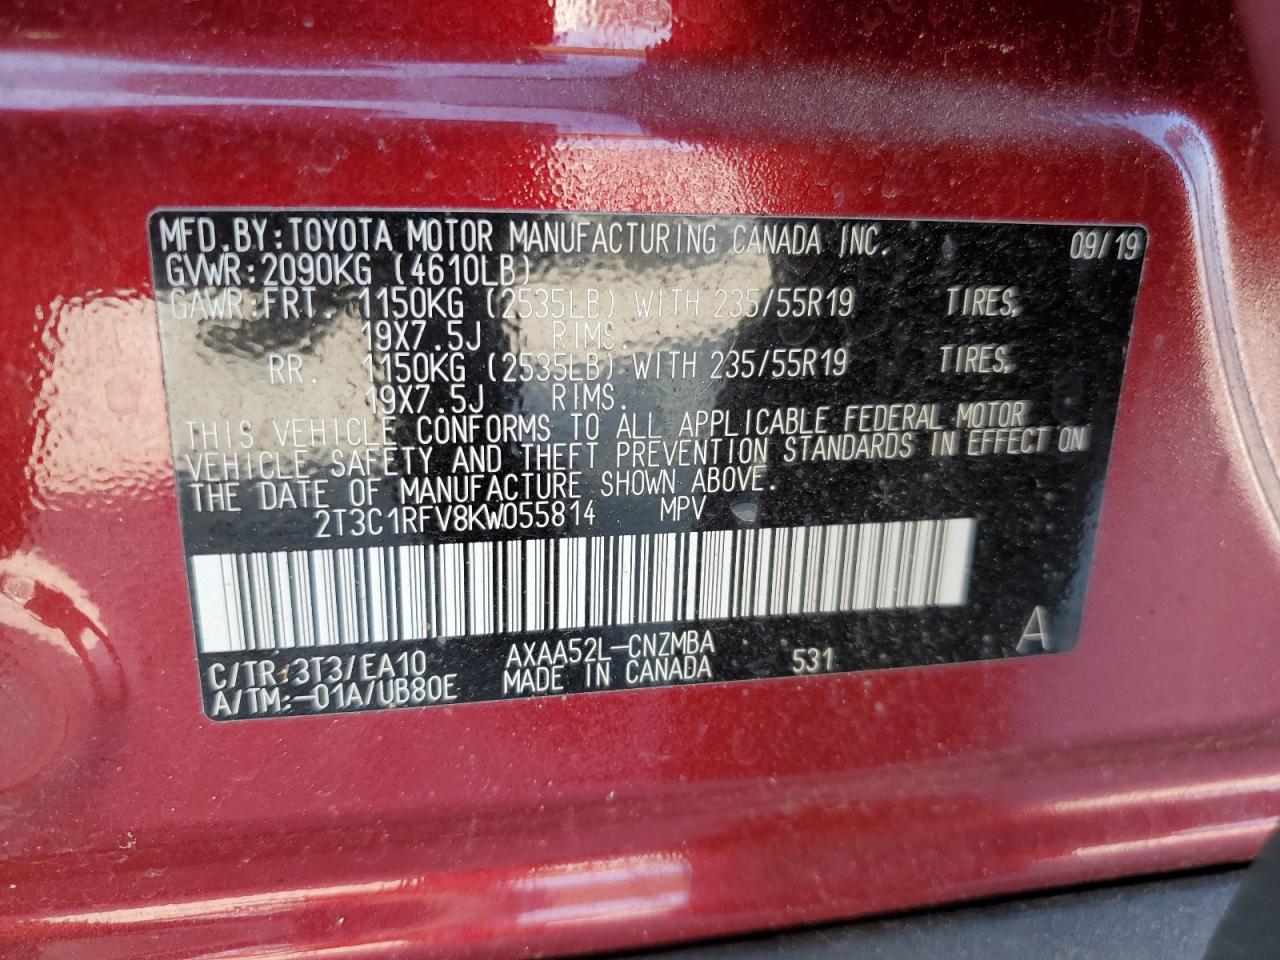 MFD.BY:TOYOTA MOTOR MANUFACTURING CANADA INC. 09/19
GVWR:2090KG (4610LB)
GAWR:FRT. 1150KG (2535LB) WITH 235/55R19 TIRES,
19X7.5J RIMS.
RR. 1150KG (2535LB) WITH 235/55R19 TIRES,
19X7.5J RIMS.
THIS VEHICLE CONFORMS TO ALL APPLICABLE FEDERAL MOTOR
VEHICLE SAFETY AND THEFT PREVENTION STANDARDS IN EFFECT ON
THE DATE OF MANUFACTURE SHOWN ABOVE.
2T3C1RFV8KW055814 MPV
A
C/TR:3T3/EA10 AXAA52L-CNZMBA 531
A/TM:-01A/UB80E MADE IN CANADA